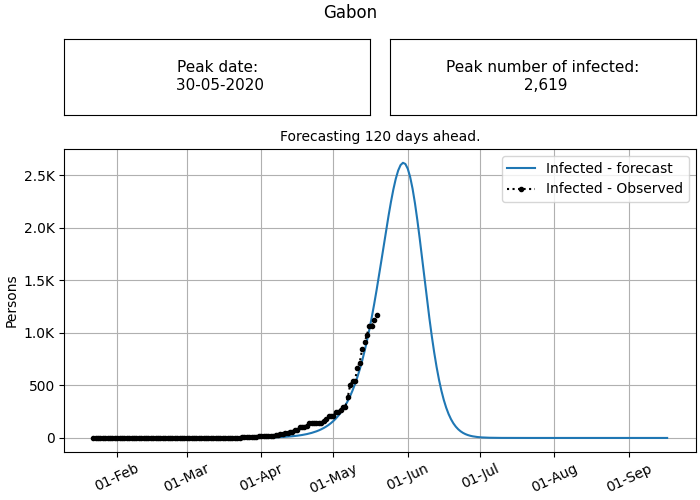 Gabon
Peak date:
30-05-2020
Peak number of infected:
2,619
Forecasting 120 days ahead.
Infected - forecast
Infected - Observed
Persons
2.5K
2.0K
1.5K
1.0K
500
0
01-Feb
01-Mar
01-Apr
01-May
01-Jun
01-Jul
01-Aug
01-Sep